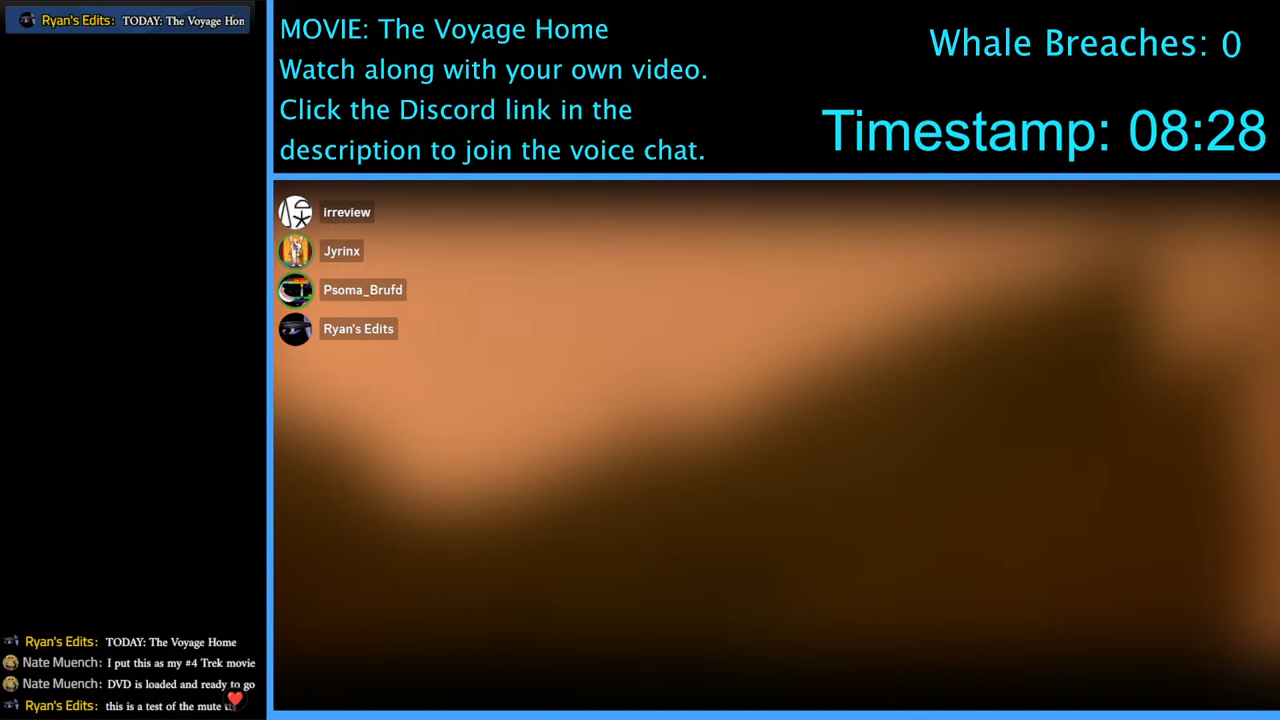 Ryan's Edits: TODAY: The Voyage Hom
MOVIE: The Voyage Home
Watch along with your own video.
Click the Discord link in the
description to join the voice chat.
Whale Breaches: 0
Timestamp: 08:28
irreview
Jyrinx
Psoma_Brufd
Ryan's Edits
Ryan's Edits: TODAY: The Voyage Home
Nate Muench: I put this as my #4 Trek movie
Nate Muench: DVD is loaded and ready to go
Ryan's Edits: this is a test of the mute